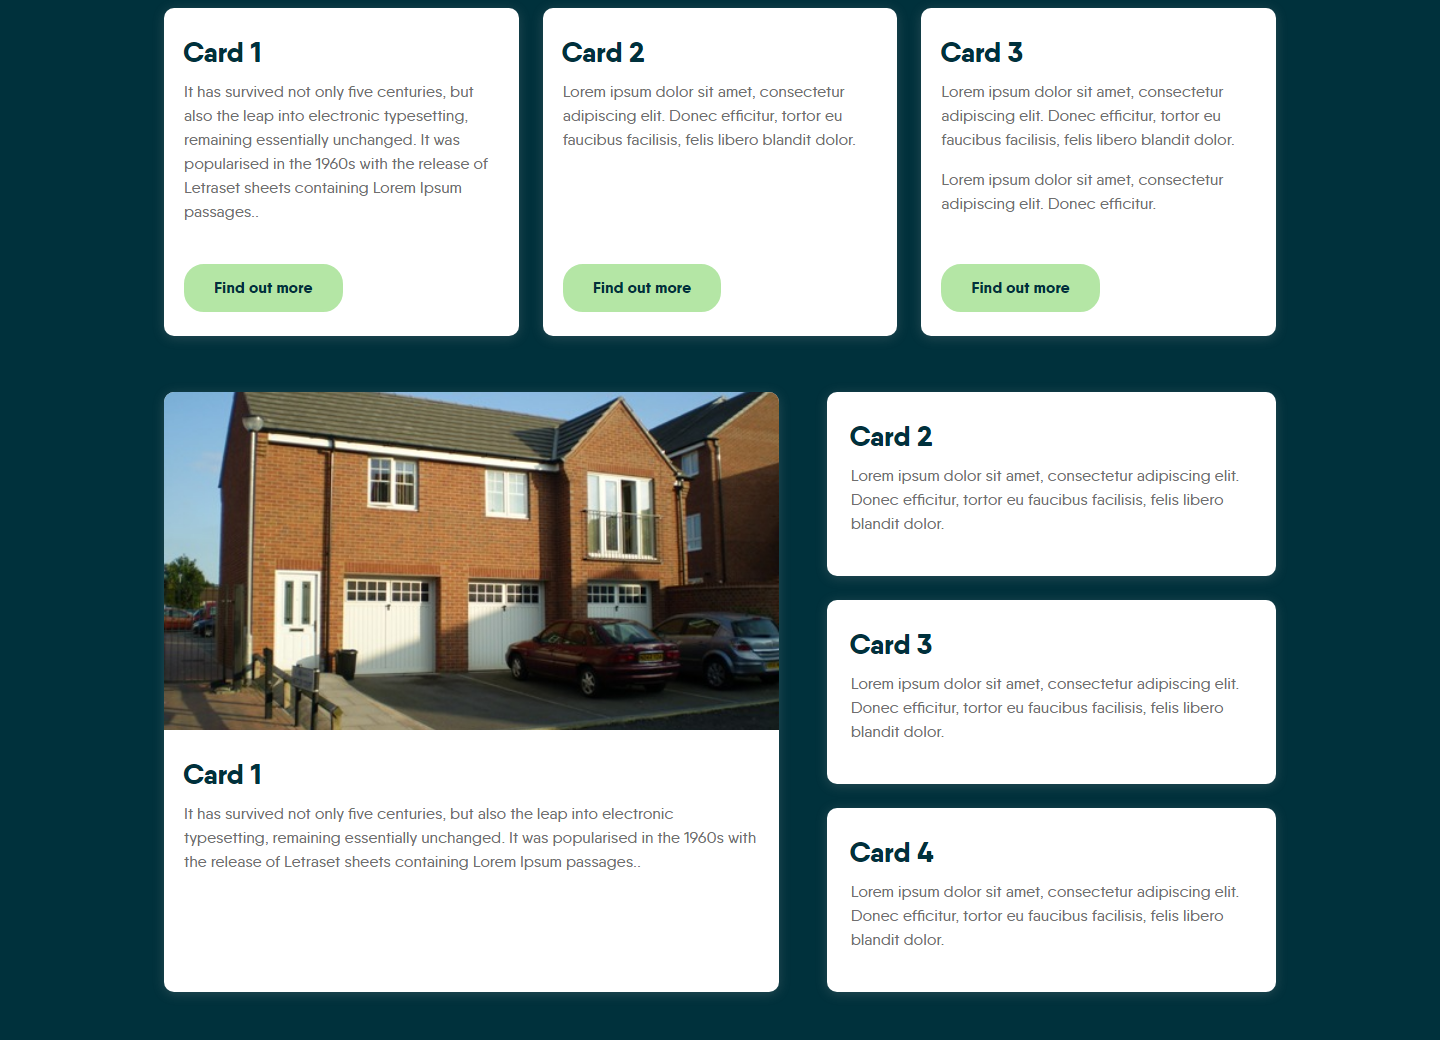 Card 1
It has survived not only five centuries, but
also the leap into electronic typesetting,
remaining essentially unchanged. It was
popularised in the 1960s with the release of
Letraset sheets containing Lorem Ipsum
passages..
Find out more
Card 2
Lorem ipsum dolor sit amet, consectetur
adipiscing elit. Donec efficitur, tortor eu
faucibus facilisis, felis libero blandit dolor.
Find out more
Card 3
Lorem ipsum dolor sit amet, consectetur
adipiscing elit. Donec efficitur, tortor eu
faucibus facilisis, felis libero blandit dolor.
Lorem ipsum dolor sit amet, consectetur
adipiscing elit. Donec efficitur.
Find out more
Card 1
It has survived not only five centuries, but also the leap into electronic
typesetting, remaining essentially unchanged. It was popularised in the 1960s with
the release of Letraset sheets containing Lorem Ipsum passages..
Card 2
Lorem ipsum dolor sit amet, consectetur adipiscing elit.
Donec efficitur, tortor eu faucibus facilisis, felis libero
blandit dolor.
Card 3
Lorem ipsum dolor sit amet, consectetur adipiscing elit.
Donec efficitur, tortor eu faucibus facilisis, felis libero
blandit dolor.
Card 4
Lorem ipsum dolor sit amet, consectetur adipiscing elit.
Donec efficitur, tortor eu faucibus facilisis, felis libero
blandit dolor.